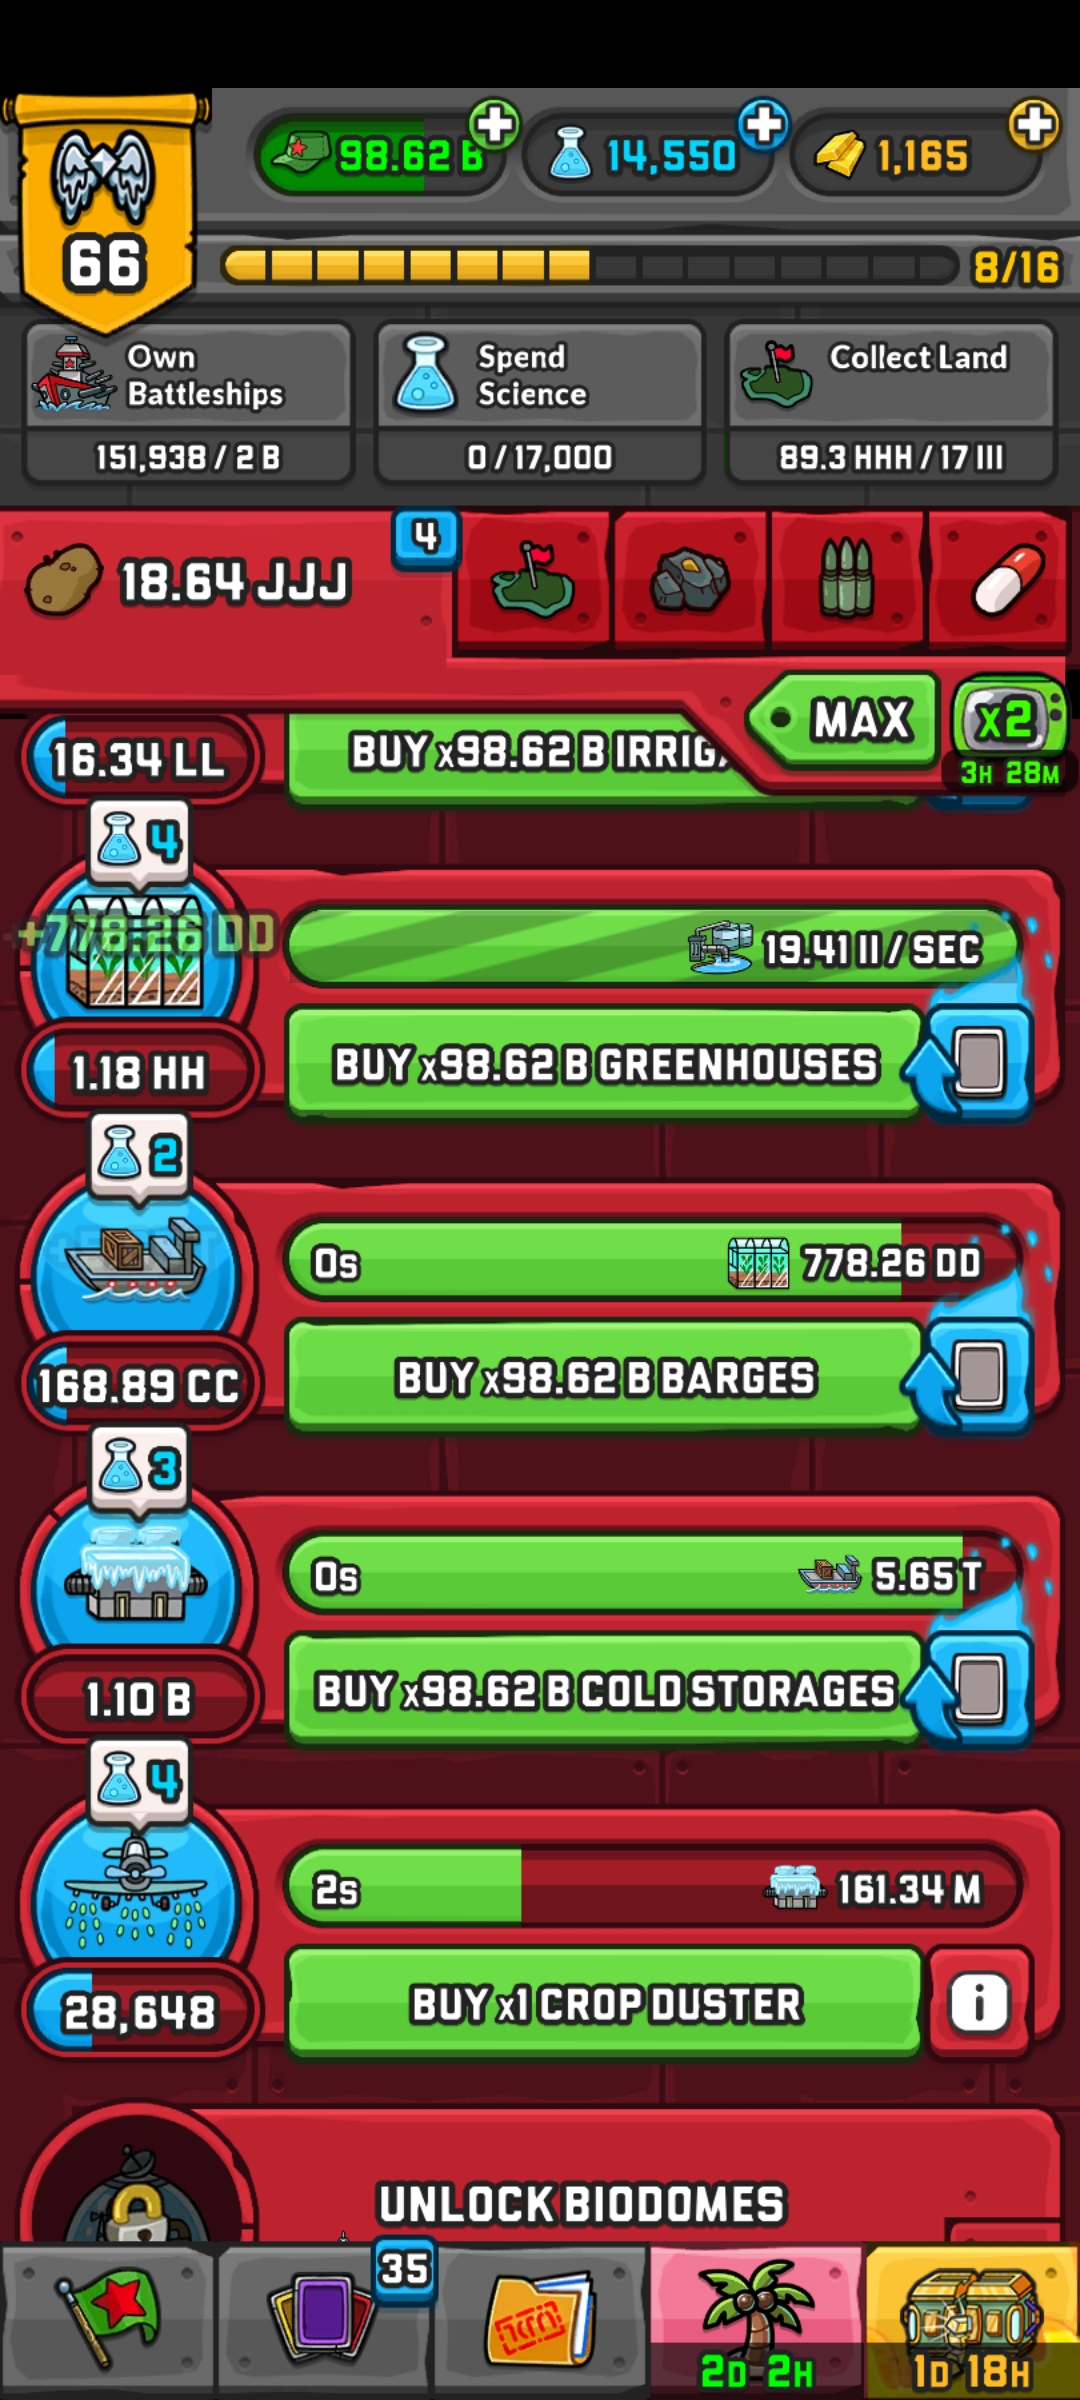 98.62 B
14,550
1,165
66
8/16
Own
Battleships
151,938 / 2 B
Spend
Science
0 / 17,000
Collect Land
89.3 HHH / 17 III
18.64 JJJ
4
MAX
x2
3H 28M
16.34 LL
BUY x98.62 B IRRIG
4
+778.26 DD
19.41 II / SEC
1.18 HH
BUY x98.62 B GREENHOUSES
2
0s
778.26 DD
168.89 CC
BUY x98.62 B BARGES
3
0s
5.65 T
1.10 B
BUY x98.62 B COLD STORAGES
4
2s
161.34 M
28,648
BUY x1 CROP DUSTER
i
UNLOCK BIODOMES
35
2D 2H
1D 18H